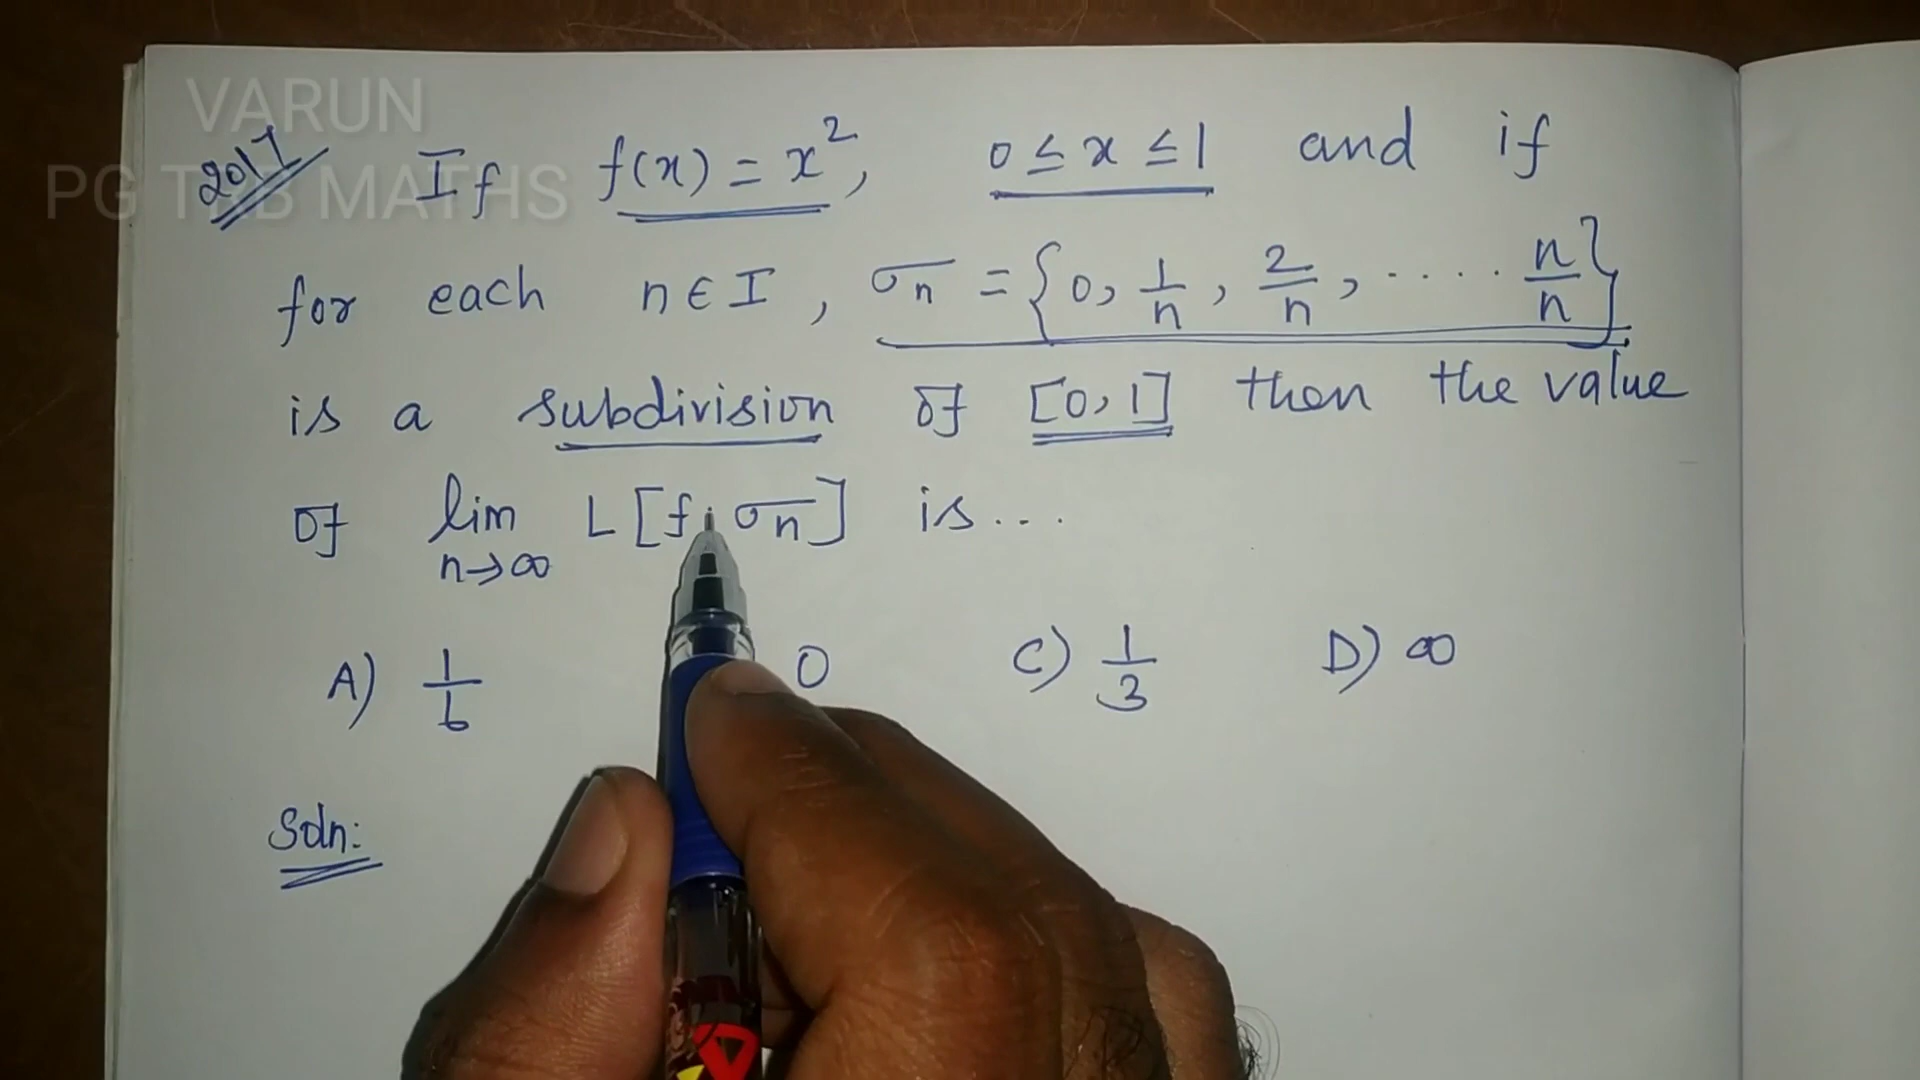 VARUN
PG TRB MATHS
2017 If f(x) = x², 0 ≤ x ≤ 1 and if
for each n ∈ I, σn = {0, 1/n, 2/n, ..... n/n}
is a subdivision of [0,1] then the value
of lim n→∞ L[f, σn] is...
A) 1/6 0 C) 1/3 D) ∞
Soln: